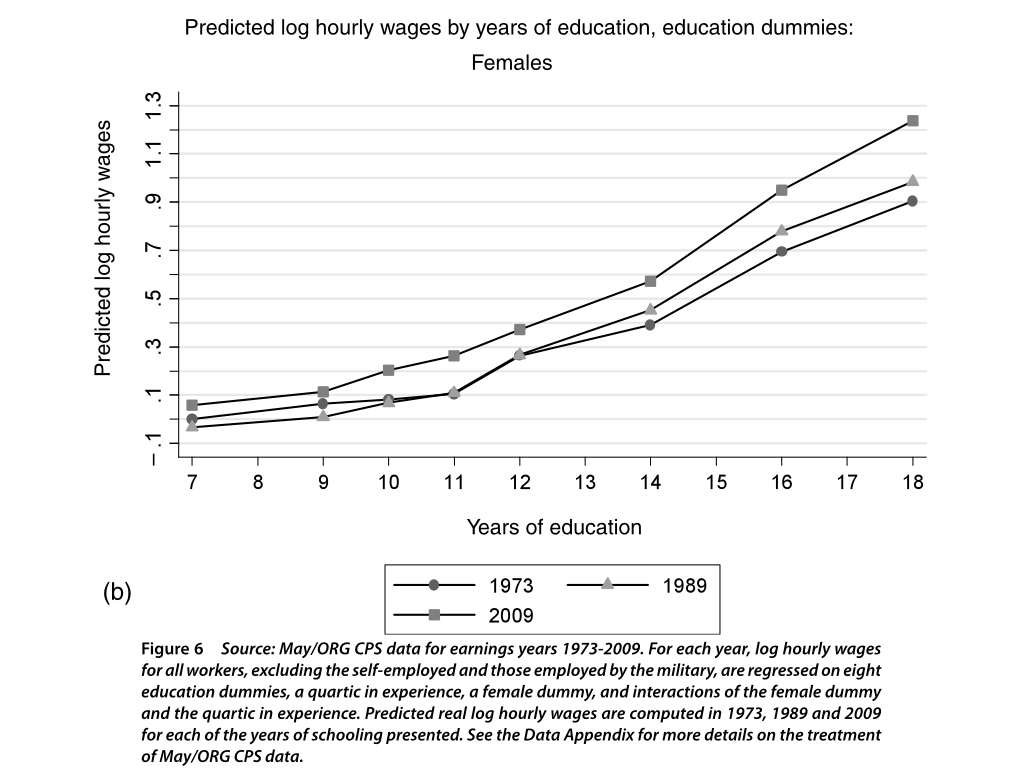 Predicted log hourly wages by years of education, education dummies:
Females
Predicted log hourly wages
1.3
1.1
.9
.7
.5
.3
.1
–.1
7 8 9 10 11 12 13 14 15 16 17 18
Years of education
(b)
1973 1989
2009
Figure 6 Source: May/ORG CPS data for earnings years 1973-2009. For each year, log hourly wages
for all workers, excluding the self-employed and those employed by the military, are regressed on eight
education dummies, a quartic in experience, a female dummy, and interactions of the female dummy
and the quartic in experience. Predicted real log hourly wages are computed in 1973, 1989 and 2009
for each of the years of schooling presented. See the Data Appendix for more details on the treatment
of May/ORG CPS data.